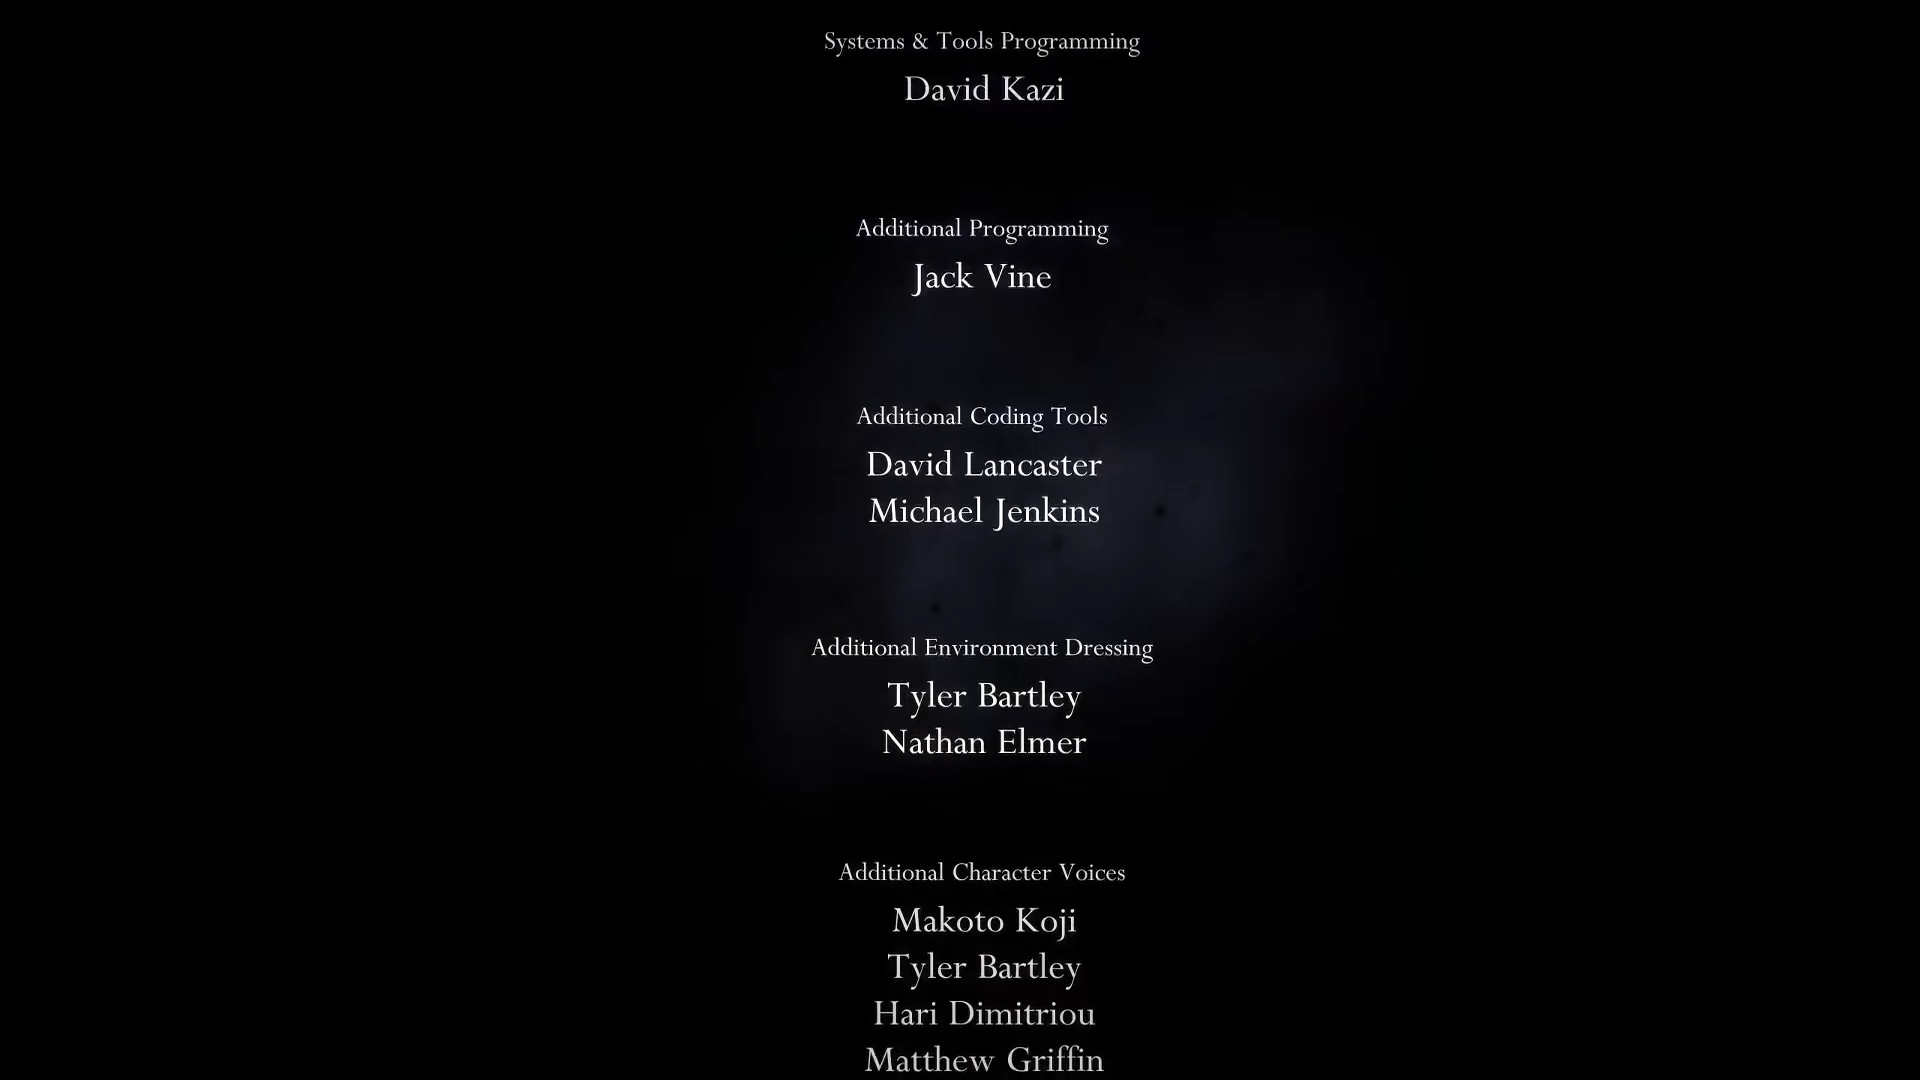 Systems & Tools Programming
David Kazi
Additional Programming
Jack Vine
Additional Coding Tools
David Lancaster
Michael Jenkins
Additional Environment Dressing
Tyler Bartley
Nathan Elmer
Additional Character Voices
Makoto Koji
Tyler Bartley
Hari Dimitriou
Matthew Griffin